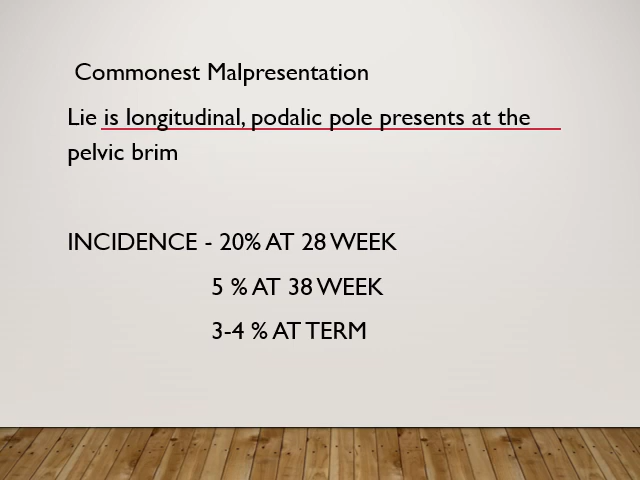 Commonest Malpresentation
Lie is longitudinal, podalic pole presents at the
pelvic brim
INCIDENCE - 20% AT 28 WEEK
5 % AT 38 WEEK
3-4 % AT TERM